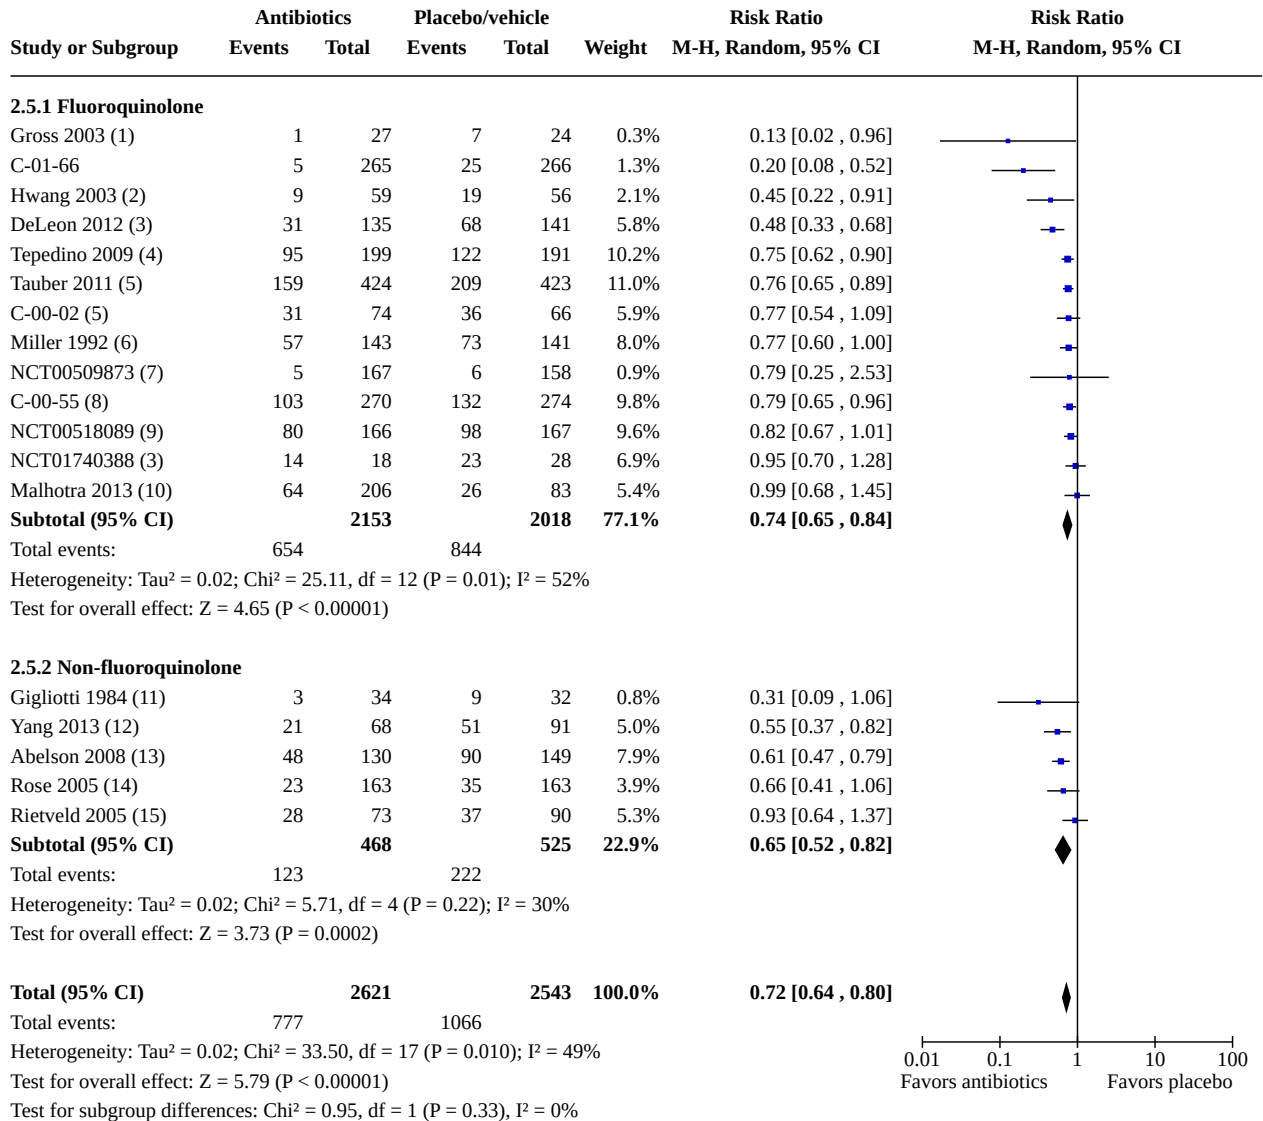 Antibiotics Placebo/vehicle Risk Ratio Risk Ratio
Study or Subgroup Events Total Events Total Weight M-H, Random, 95% CI M-H, Random, 95% CI
2.5.1 Fluoroquinolone
Gross 2003 (1) 1 27 7 24 0.3% 0.13 [0.02 , 0.96]
C-01-66 5 265 25 266 1.3% 0.20 [0.08 , 0.52]
Hwang 2003 (2) 9 59 19 56 2.1% 0.45 [0.22 , 0.91]
DeLeon 2012 (3) 31 135 68 141 5.8% 0.48 [0.33 , 0.68]
Tepedino 2009 (4) 95 199 122 191 10.2% 0.75 [0.62 , 0.90]
Tauber 2011 (5) 159 424 209 423 11.0% 0.76 [0.65 , 0.89]
C-00-02 (5) 31 74 36 66 5.9% 0.77 [0.54 , 1.09]
Miller 1992 (6) 57 143 73 141 8.0% 0.77 [0.60 , 1.00]
NCT00509873 (7) 5 167 6 158 0.9% 0.79 [0.25 , 2.53]
C-00-55 (8) 103 270 132 274 9.8% 0.79 [0.65 , 0.96]
NCT00518089 (9) 80 166 98 167 9.6% 0.82 [0.67 , 1.01]
NCT01740388 (3) 14 18 23 28 6.9% 0.95 [0.70 , 1.28]
Malhotra 2013 (10) 64 206 26 83 5.4% 0.99 [0.68 , 1.45]
Subtotal (95% CI) 2153 2018 77.1% 0.74 [0.65 , 0.84]
Total events: 654 844
Heterogeneity: Tau² = 0.02; Chi² = 25.11, df = 12 (P = 0.01); I² = 52%
Test for overall effect: Z = 4.65 (P < 0.00001)
2.5.2 Non-fluoroquinolone
Gigliotti 1984 (11) 3 34 9 32 0.8% 0.31 [0.09 , 1.06]
Yang 2013 (12) 21 68 51 91 5.0% 0.55 [0.37 , 0.82]
Abelson 2008 (13) 48 130 90 149 7.9% 0.61 [0.47 , 0.79]
Rose 2005 (14) 23 163 35 163 3.9% 0.66 [0.41 , 1.06]
Rietveld 2005 (15) 28 73 37 90 5.3% 0.93 [0.64 , 1.37]
Subtotal (95% CI) 468 525 22.9% 0.65 [0.52 , 0.82]
Total events: 123 222
Heterogeneity: Tau² = 0.02; Chi² = 5.71, df = 4 (P = 0.22); I² = 30%
Test for overall effect: Z = 3.73 (P = 0.0002)
Total (95% CI) 2621 2543 100.0% 0.72 [0.64 , 0.80]
Total events: 777 1066
Heterogeneity: Tau² = 0.02; Chi² = 33.50, df = 17 (P = 0.010); I² = 49%
0.01 0.1 1 10 100
Test for overall effect: Z = 5.79 (P < 0.00001) Favors antibiotics Favors placebo
Test for subgroup differences: Chi² = 0.95, df = 1 (P = 0.33), I² = 0%